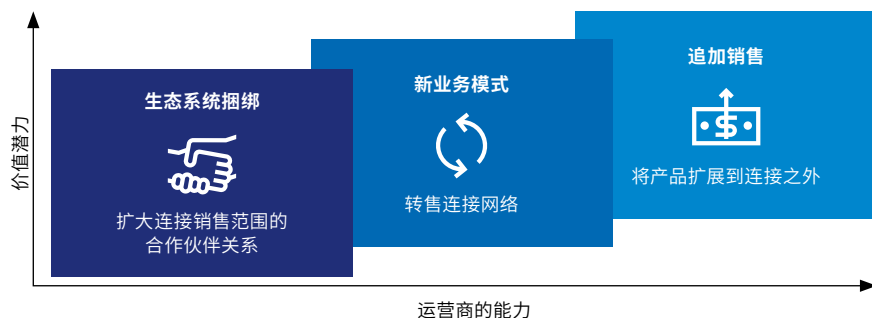 价值潜力
生态系统捆绑
扩大连接销售范围的
合作伙伴关系
新业务模式
转售连接网络
追加销售
$
将产品扩展到连接之外
运营商的能力